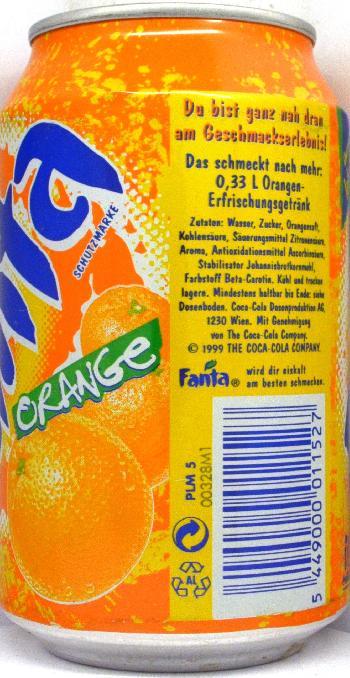 Fanta
SCHUTZMARKE
ORANGE
Du bist ganz nah dran
am Geschmackserlebnis!
Das schmeckt nach mehr:
0,33 L Orangen-
Erfrischungsgetränk
Zutaten: Wasser, Zucker, Orangensaft,
Kohlensäure, Säuerungsmittel Zitronensäure,
Aroma, Antioxidationsmittel Ascorbinsäure,
Stabilisator Johannisbrotkernmehl,
Farbstoff Beta-Carotin. Kühl und trocken
lagern. Mindestens haltbar bis Ende: siehe
Dosenboden. Coca-Cola Dosenproduktion AG,
1230 Wien. Mit Genehmigung
von The Coca-Cola Company.
© 1999 THE COCA-COLA COMPANY.
Fanta® wird dir eiskalt
am besten schmecken.
PLM 5
00328M1
AL
5 449000 011527